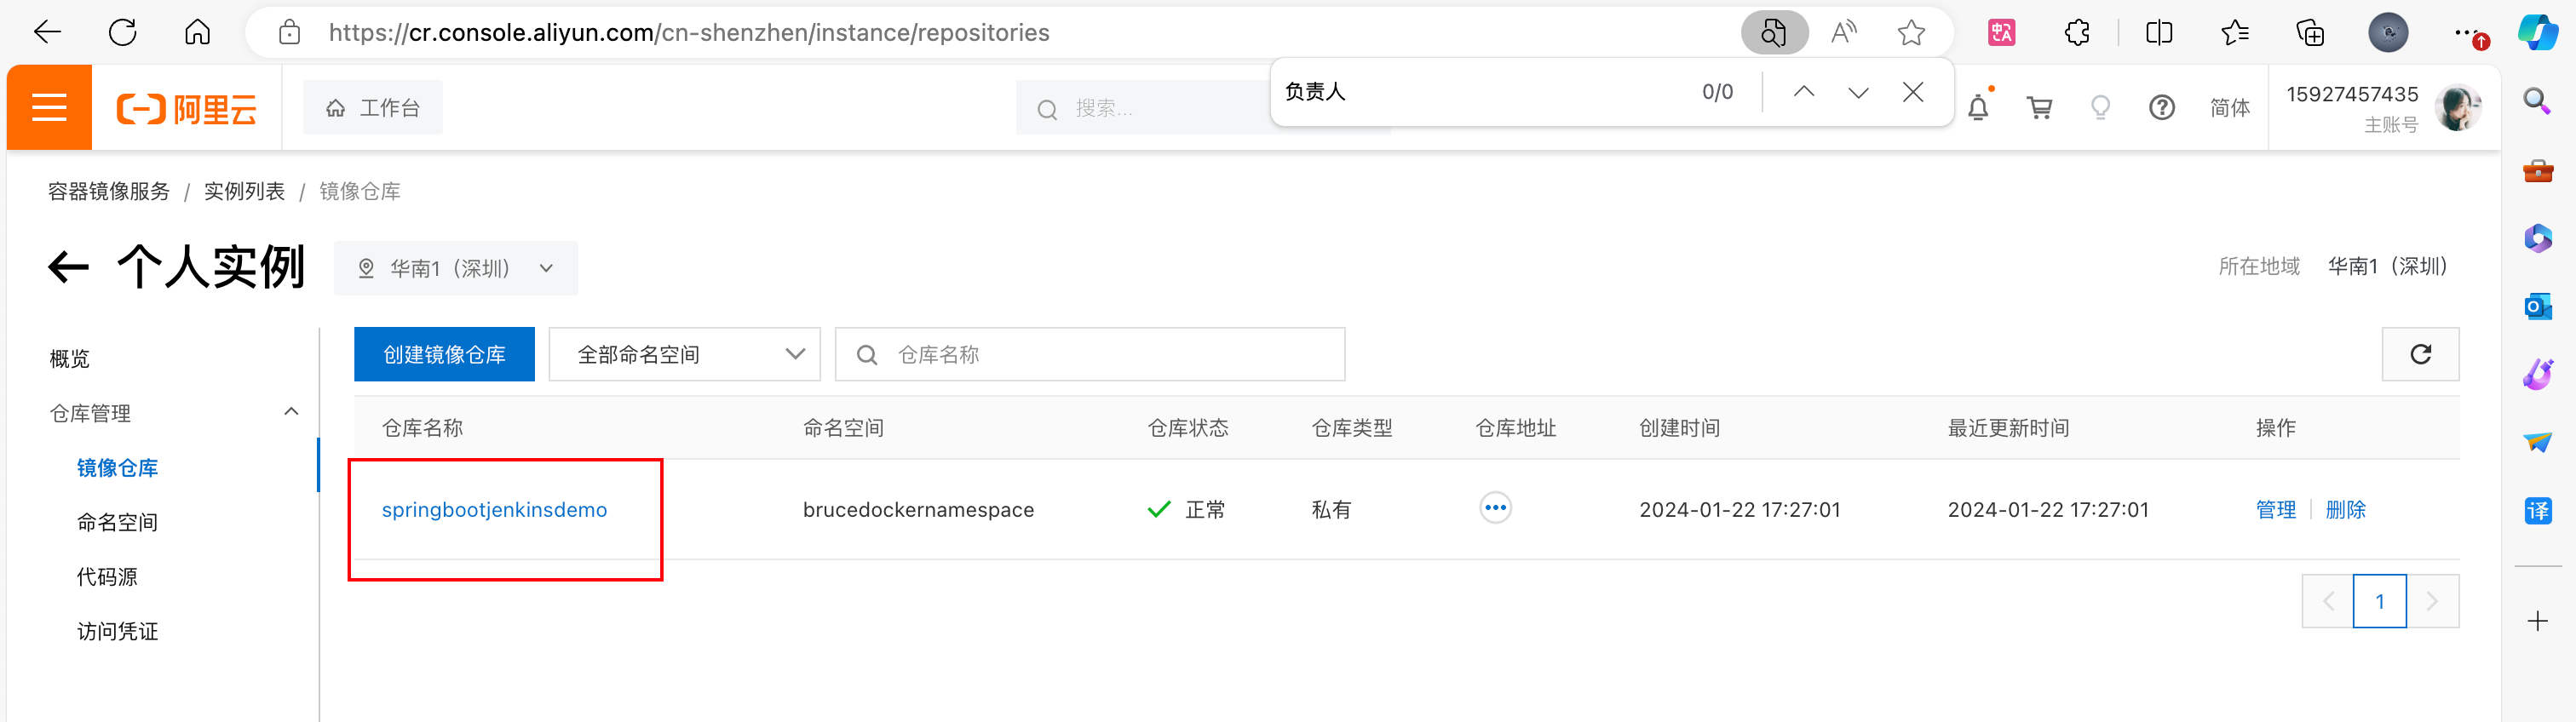 https://cr.console.aliyun.com/cn-shenzhen/instance/repositories
负责人 0/0
阿里云 工作台 搜索... 简体 15927457435
主账号
容器镜像服务 / 实例列表 / 镜像仓库
个人实例 华南1（深圳） 所在地域 华南1（深圳）
概览
仓库管理
镜像仓库
命名空间
代码源
访问凭证
创建镜像仓库 全部命名空间 仓库名称
仓库名称 命名空间 仓库状态 仓库类型 仓库地址 创建时间 最近更新时间 操作
springbootjenkinsdemo brucedockernamespace 正常 私有 2024-01-22 17:27:01 2024-01-22 17:27:01 管理 删除
1
译